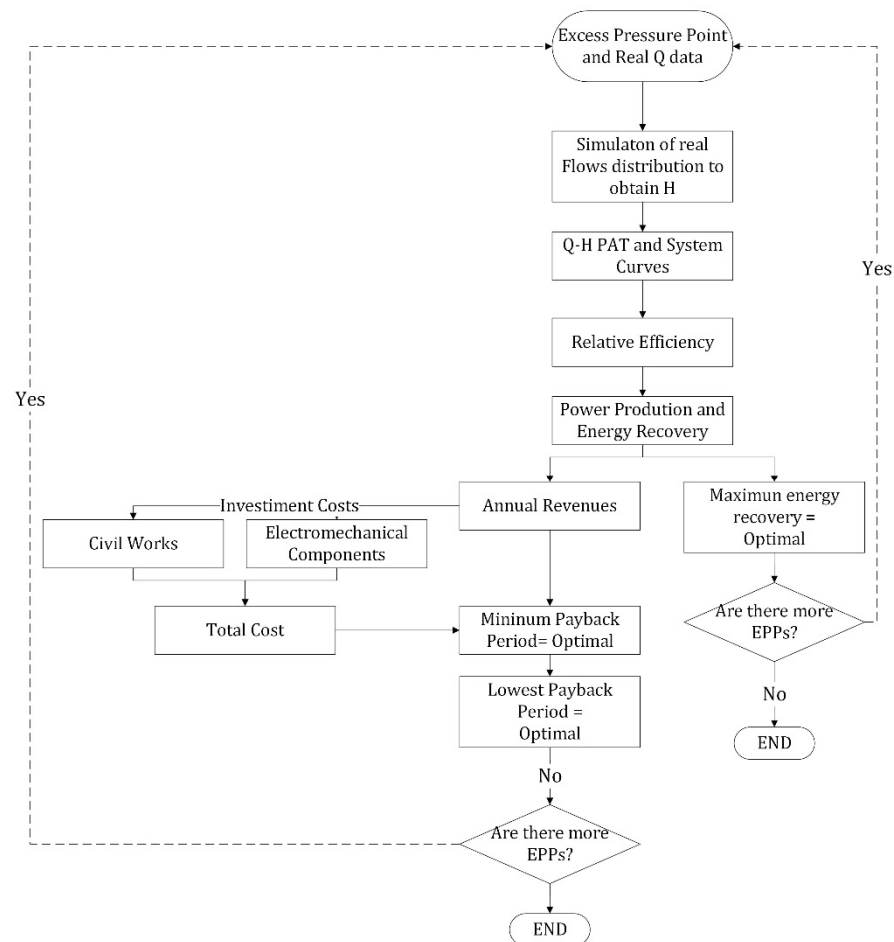 Excess Pressure Point
and Real Q data
Simulaton of real
Flows distribution to
obtain H
Q-H PAT and System
Curves
Yes
Relative Efficiency
Yes
Power Prodution and
Energy Recovery
Investiment Costs
Civil Works
Electromechanical
Components
Annual Revenues
Maximun energy
recovery =
Optimal
Total Cost
Mininum Payback
Period= Optimal
Are there more
EPPs?
Lowest Payback
Period =
Optimal
No
END
No
Are there more
EPPs?
END